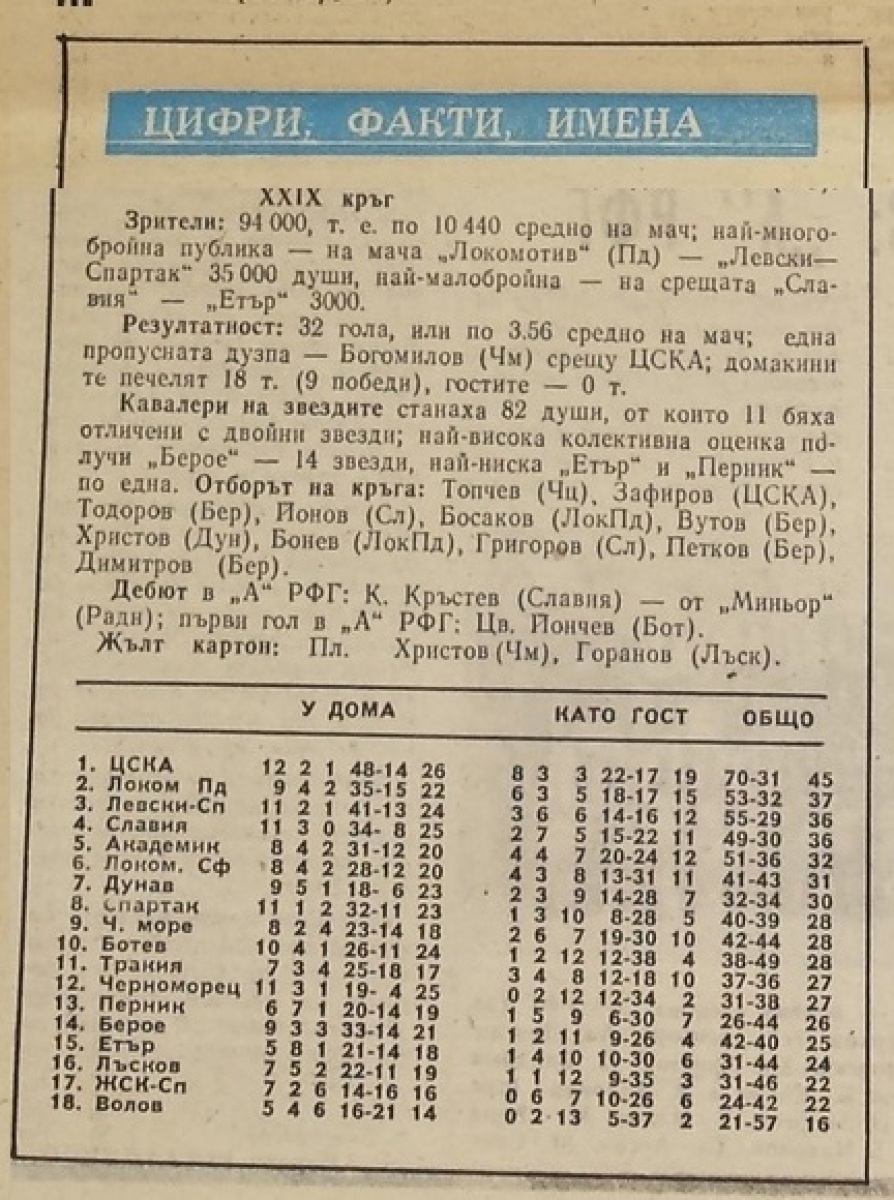 ЦИФРИ, ФАКТИ, ИМЕНА
XXIX кръг
Зрители: 94 000, т. е. по 10 440 средно на мач; най-много-
бройна публика — на мача „Локомотив“ (Пд) — „Левски—
Спартак“ 35 000 души, най-малобройна — на срещата „Сла-
вия“ — „Етър“ 3000.
Резултатност: 32 гола, или по 3.56 средно на мач; една
пропусната дузпа — Богомилов (Чм) срещу ЦСКА; домакини
те печелят 18 т. (9 победи), гостите — 0 т.
Кавалери на звездите станаха 82 души, от които 11 бяха
отличени с двойни звезди; най-висока колективна оценка по-
лучи „Берое“ — 14 звезди, най-ниска „Етър“ и „Перник“ —
по една. Отборът на кръга: Топчев (Чц), Зафиров (ЦСКА),
Тодоров (Бер), Йонов (Сл), Босаков (ЛокПд), Вутов (Бер),
Христов (Дун), Бонев (ЛокПд), Григоров (Сл), Петков (Бер),
Димитров (Бер).
Дебют в „А“ РФГ: К. Кръстев (Славия) — от „Миньор“
(Радн); първи гол в „А“ РФГ: Цв. Йончев (Бот).
Жълт картон: Пл. Христов (Чм), Горанов (Лъск).
У ДОМА КАТО ГОСТ ОБЩО
1. ЦСКА 12 2 1 48-14 26 8 3 3 22-17 19 70-31 45
2. Локом Пд 9 4 2 35-15 22 6 3 5 18-17 15 53-32 37
3. Левски-Сп 11 2 1 41-13 24 3 6 6 14-16 12 55-29 36
4. Славия 11 3 0 34- 8 25 2 7 5 15-22 11 49-30 36
5. Академик 8 4 2 31-12 20 4 4 7 20-24 12 51-36 32
6. Локом. Сф 8 4 2 28-12 20 4 3 8 13-31 11 41-43 31
7. Дунав 9 5 1 18- 6 23 2 3 9 14-28 7 32-34 30
8. Спартак 11 1 2 32-11 23 1 3 10 8-28 5 40-39 28
9. Ч. море 8 2 4 23-14 18 2 6 7 19-30 10 42-44 28
10. Ботев 10 4 1 26-11 24 1 2 12 12-38 4 38-49 28
11. Тракия 7 3 4 25-18 17 3 4 8 12-18 10 37-36 27
12. Черноморец 11 3 1 19- 4 25 0 2 12 12-34 2 31-38 27
13. Перник 6 7 1 20-14 19 1 5 9 6-30 7 26-44 26
14. Берое 9 3 3 33-14 21 1 2 11 9-26 4 42-40 25
15. Етър 5 8 1 21-14 18 1 4 10 10-30 6 31-44 24
16. Лъсков 7 5 2 22-11 19 1 1 12 9-35 3 31-46 22
17. ЖСК-Сп 7 2 6 14-16 16 0 6 7 10-26 6 24-42 22
18. Волов 5 4 6 16-21 14 0 2 13 5-37 2 21-57 16